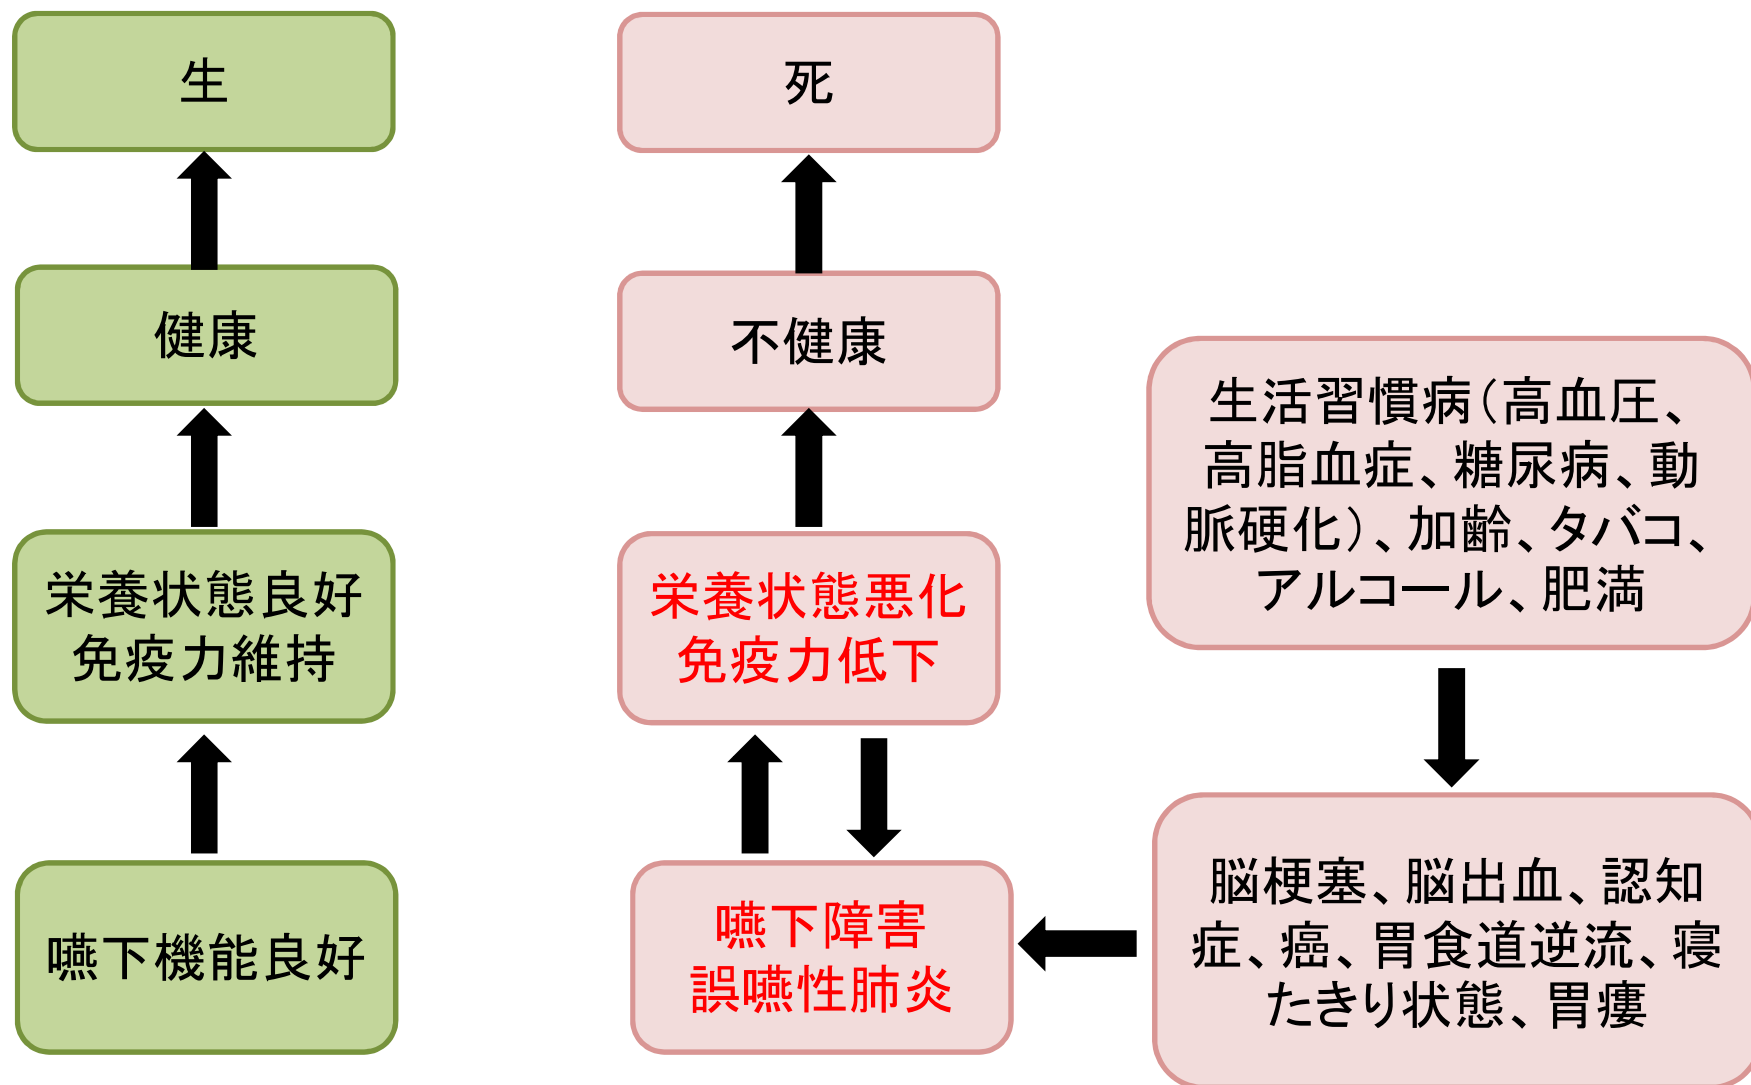 生
健康
栄養状態良好
免疫力維持
嚥下機能良好
死
不健康
栄養状態悪化
免疫力低下
嚥下障害
誤嚥性肺炎
生活習慣病（高血圧、
高脂血症、糖尿病、動
脈硬化）、加齢、タバコ、
アルコール、肥満
脳梗塞、脳出血、認知
症、癌、胃食道逆流、寝
たきり状態、胃瘻